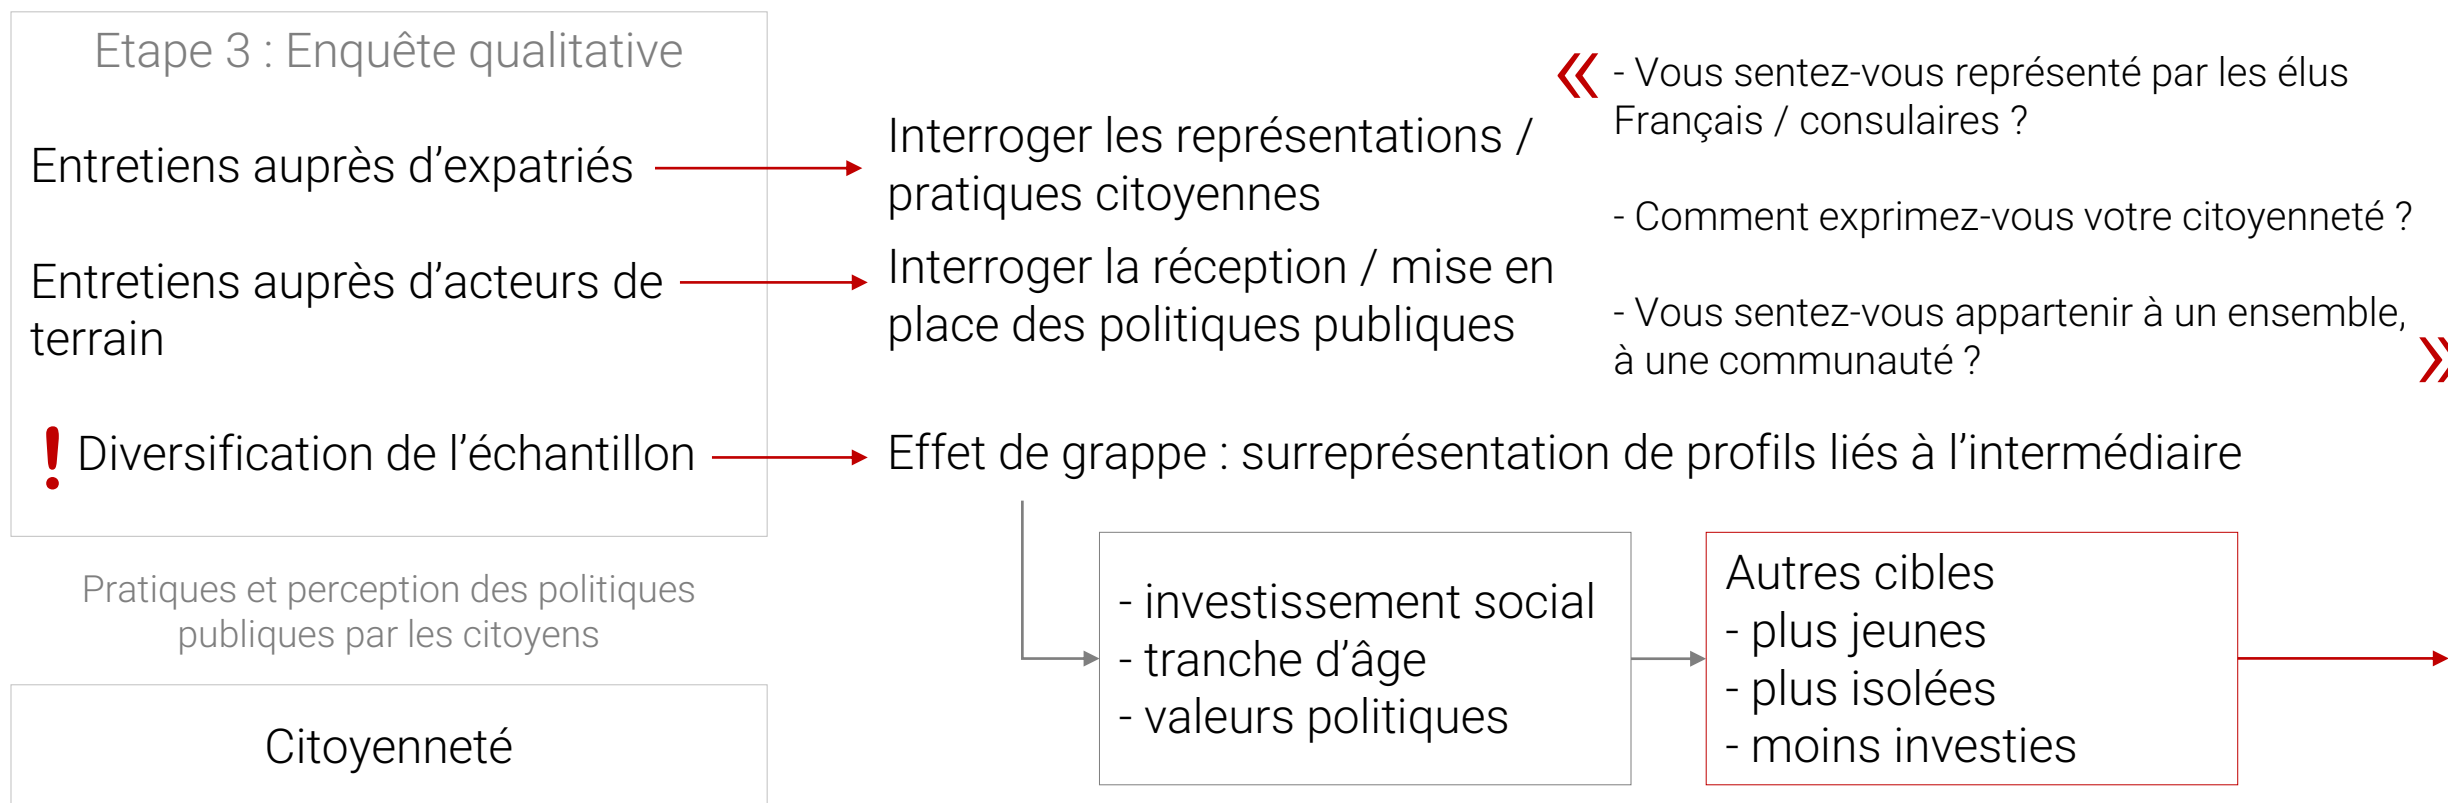 Etape 3 : Enquête qualitative
Entretiens auprès d’expatriés
Entretiens auprès d’acteurs de
terrain
! Diversification de l’échantillon
Pratiques et perception des politiques
publiques par les citoyens
Citoyenneté
Interroger les représentations /
pratiques citoyennes
Interroger la réception / mise en
place des politiques publiques
« - Vous sentez-vous représenté par les élus
Français / consulaires ?
- Comment exprimez-vous votre citoyenneté ?
- Vous sentez-vous appartenir à un ensemble,
à une communauté ? »
Effet de grappe : surreprésentation de profils liés à l’intermédiaire
- investissement social
- tranche d’âge
- valeurs politiques
Autres cibles
- plus jeunes
- plus isolées
- moins investies